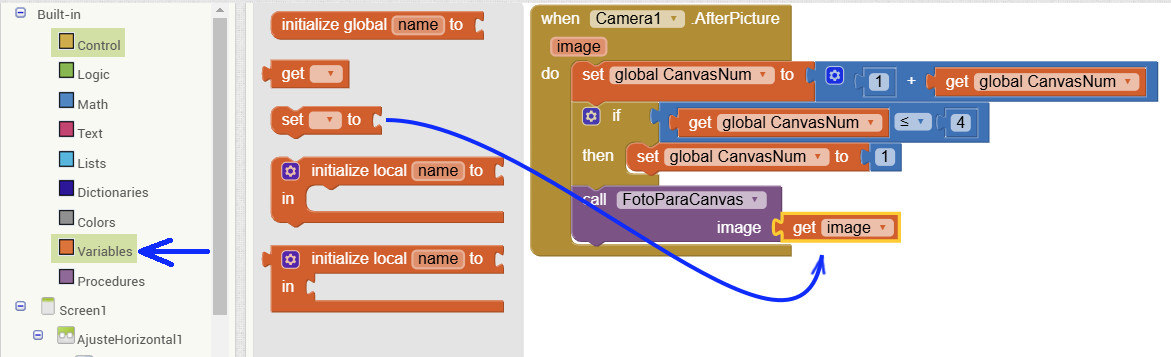 Built-in
Control
Logic
Math
Text
Lists
Dictionaries
Colors
Variables
Procedures
Screen1
AjusteHorizontal1
initialize global name to
get
set to
initialize local name to
in
initialize local name to
in
when Camera1 .AfterPicture
image
do set global CanvasNum to 1 + get global CanvasNum
if get global CanvasNum ≤ 4
then set global CanvasNum to 1
call FotoParaCanvas
image get image